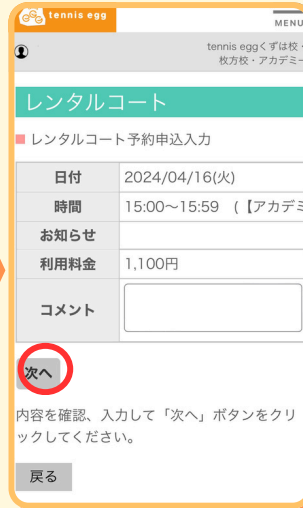 tennis egg
MENU
tennis eggくずは校・
枚方校・アカデミー
レンタルコート
レンタルコート予約申込入力
日付 2024/04/16(火)
時間 15:00～15:59 (【アカデミ
お知らせ
利用料金 1,100円
コメント
次へ
内容を確認、入力して「次へ」ボタンをクリ
ックしてください。
戻る